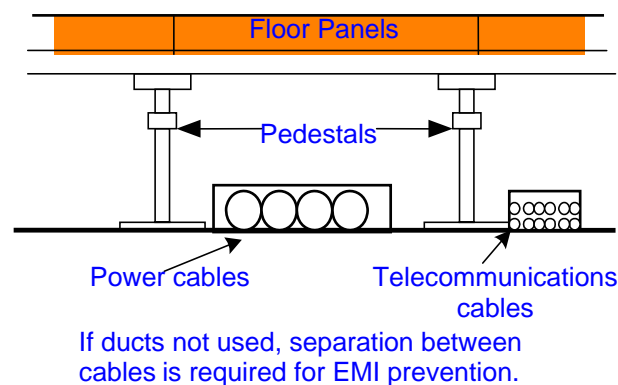 Floor Panels
Pedestals
Power cables
Telecommunications
cables
If ducts not used, separation between
cables is required for EMI prevention.